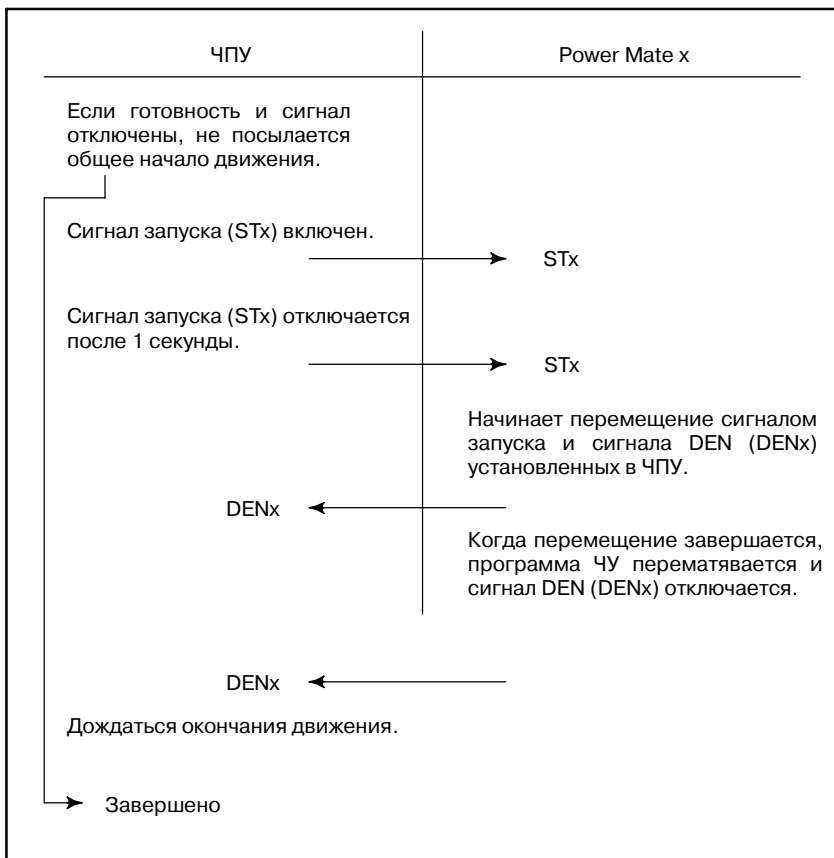 ЧПУ
Power Mate x
Если готовность и сигнал
отключены, не посылается
общее начало движения.
Сигнал запуска (STx) включен.
STx
Сигнал запуска (STx) отключается
после 1 секунды.
STx
Начинает перемещение сигналом
запуска и сигнала DEN (DENx)
установленных в ЧПУ.
DENx
Когда перемещение завершается,
программа ЧУ перематявается и
сигнал DEN (DENx) отключается.
DENx
Дождаться окончания движения.
Завершено